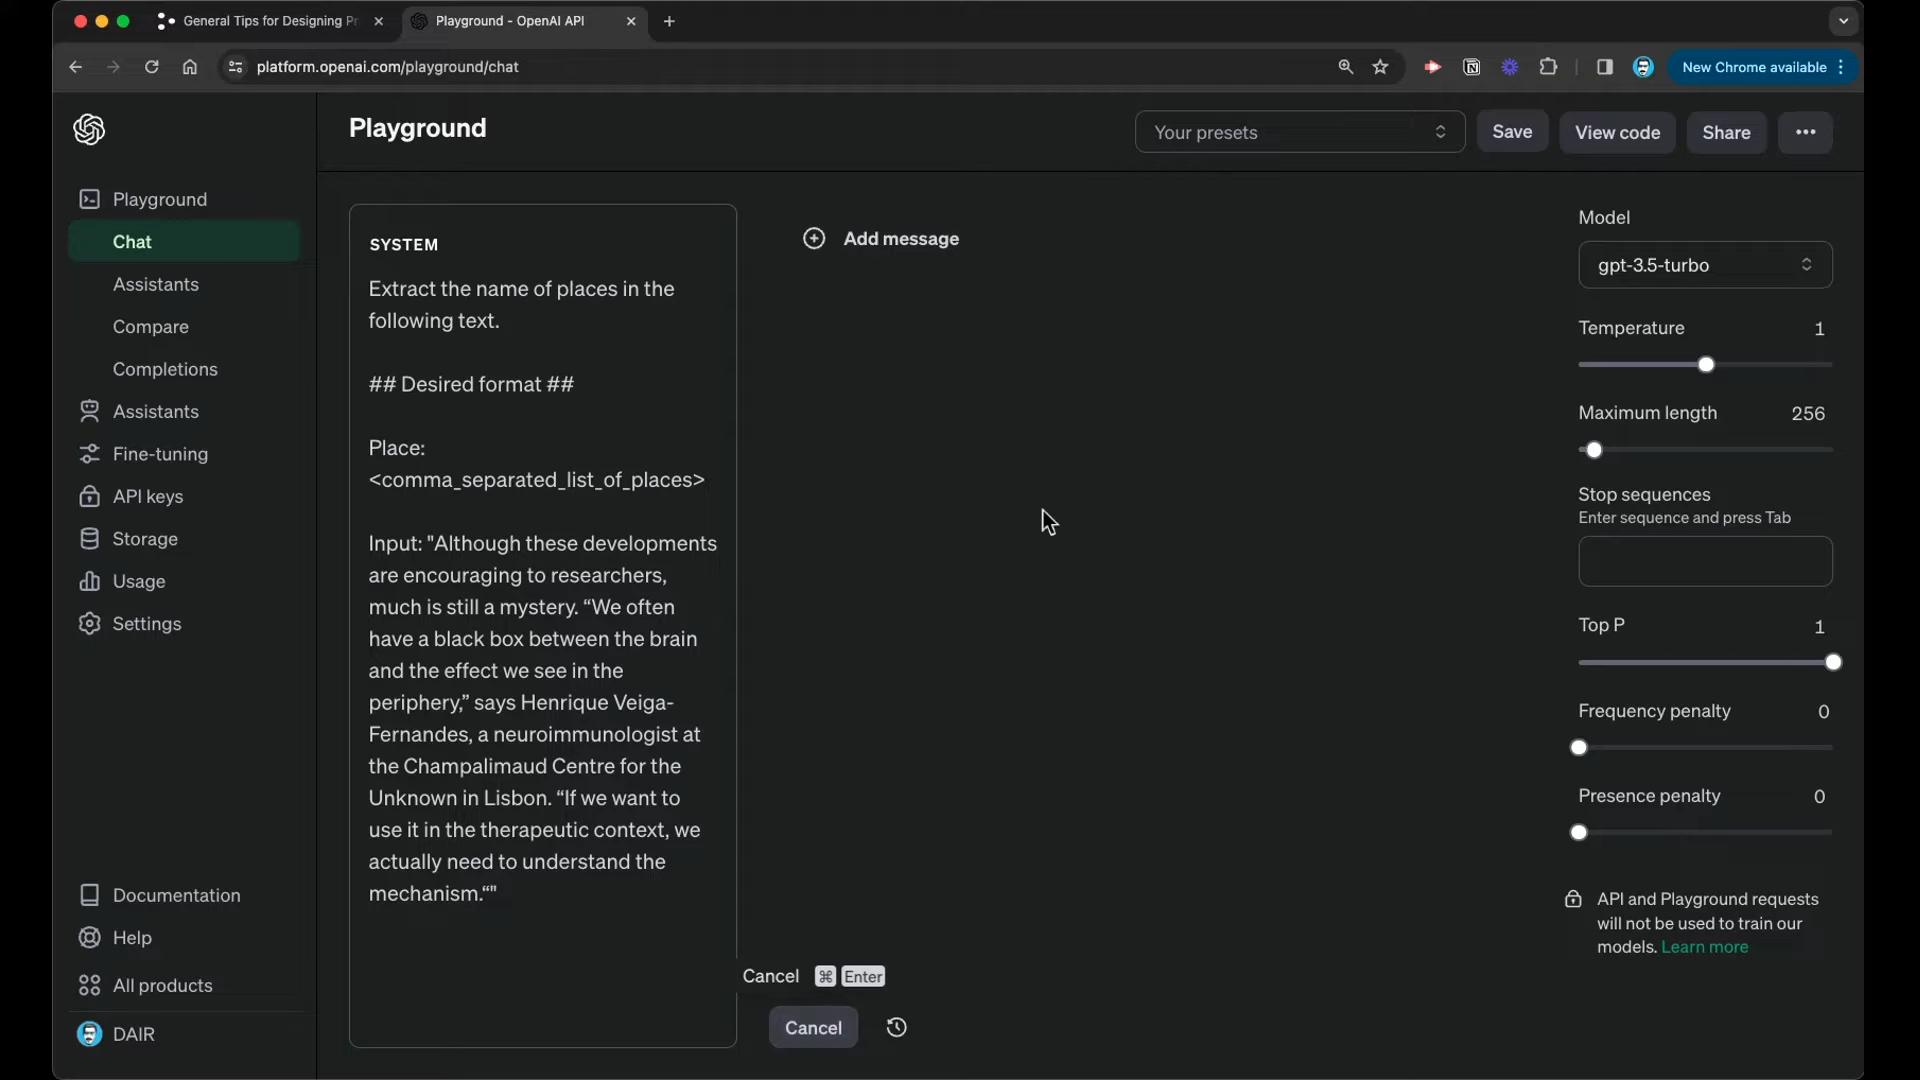 General Tips for Designing Pr
Playground - OpenAI API
platform.openai.com/playground/chat
New Chrome available
Playground
Your presets
Save
View code
Share
Playground
Chat
Assistants
Compare
Completions
Assistants
Fine-tuning
API keys
Storage
Usage
Settings
Documentation
Help
All products
DAIR
SYSTEM
Extract the name of places in the
following text.
## Desired format ##
Place:
<comma_separated_list_of_places>
Input: "Although these developments
are encouraging to researchers,
much is still a mystery. “We often
have a black box between the brain
and the effect we see in the
periphery,” says Henrique Veiga-
Fernandes, a neuroimmunologist at
the Champalimaud Centre for the
Unknown in Lisbon. “If we want to
use it in the therapeutic context, we
actually need to understand the
mechanism.“"
Add message
Cancel ⌘ Enter
Cancel
Model
gpt-3.5-turbo
Temperature 1
Maximum length 256
Stop sequences
Enter sequence and press Tab
Top P 1
Frequency penalty 0
Presence penalty 0
API and Playground requests
will not be used to train our
models. Learn more